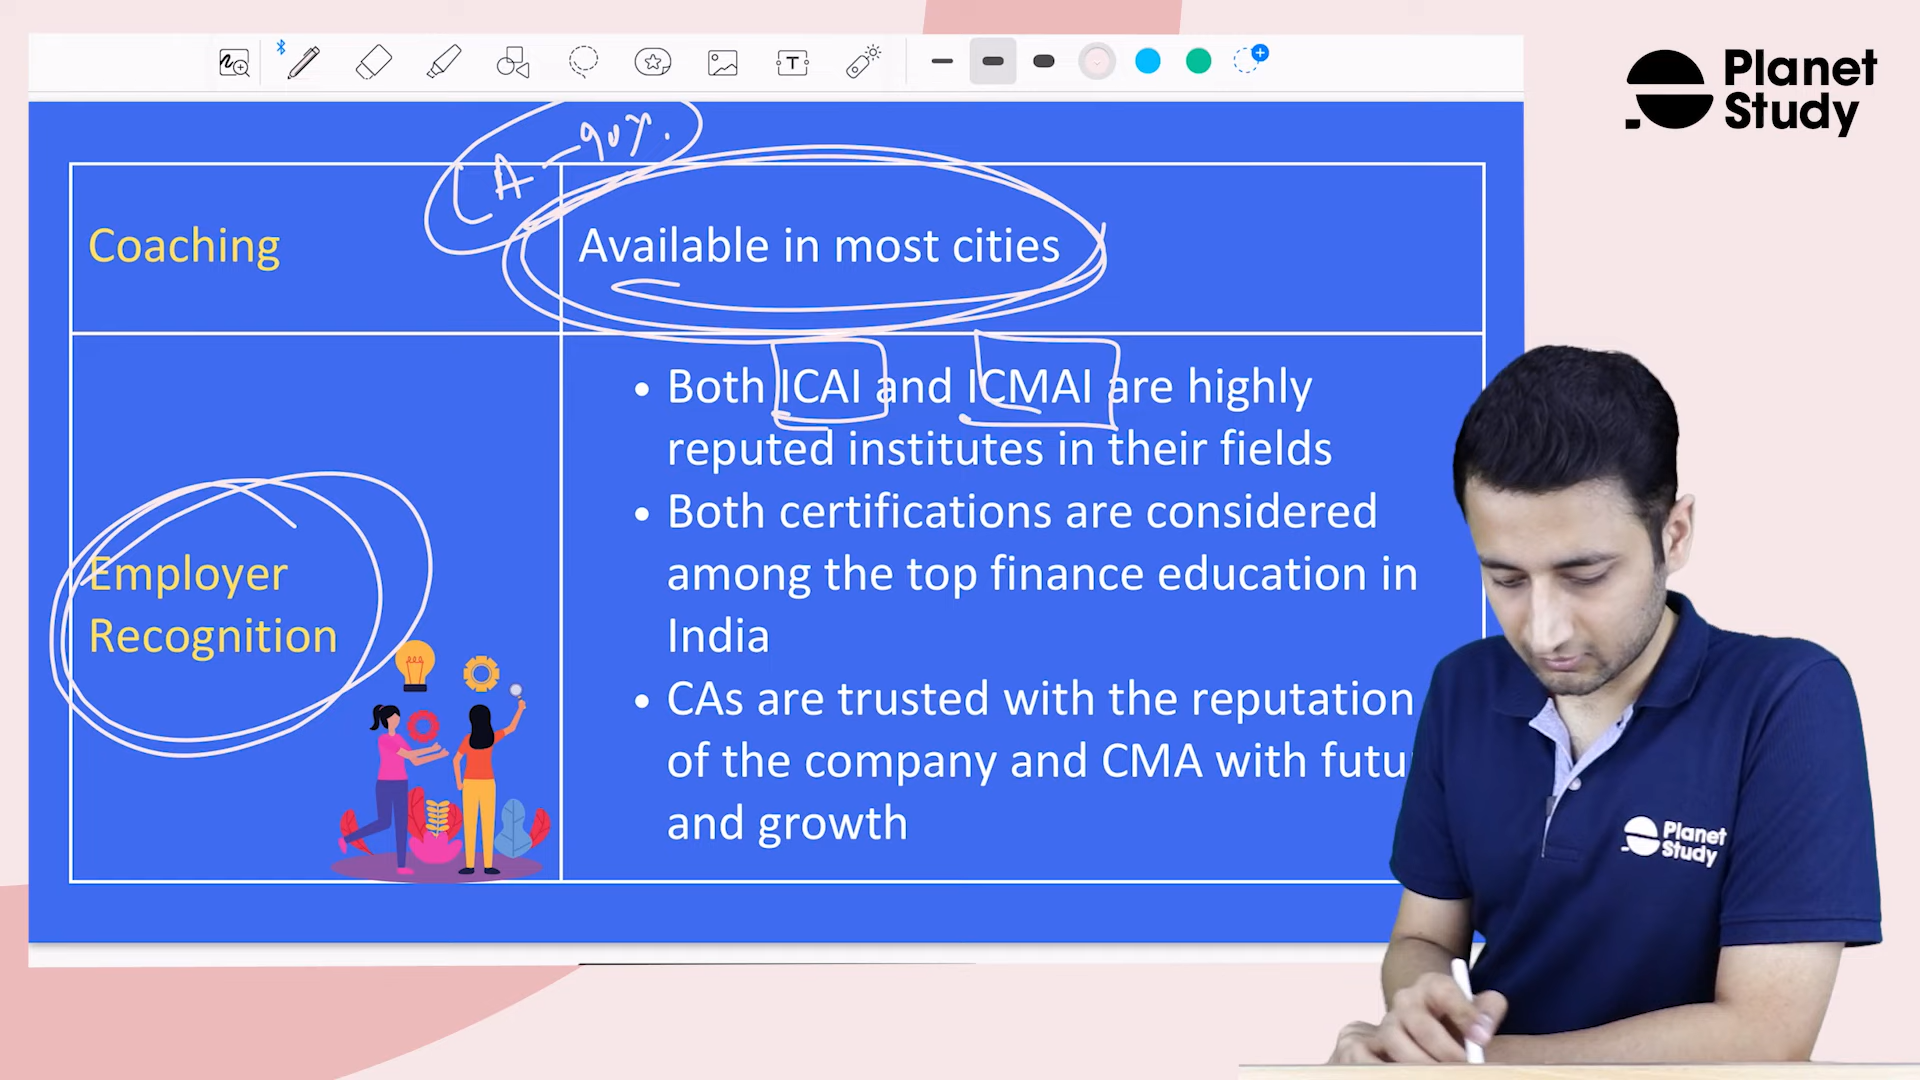 Planet
Study
CA - 90%.
Coaching
Available in most cities
Employer
Recognition
• Both ICAI and ICMAI are highly
reputed institutes in their fields
• Both certifications are considered
among the top finance education in
India
• CAs are trusted with the reputation
of the company and CMA with futu
and growth
Planet
Study